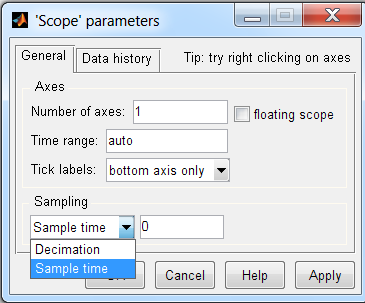 'Scope' parameters
General Data history Tip: try right clicking on axes
Axes
Number of axes: 1 floating scope
Time range: auto
Tick labels: bottom axis only
Sampling
Sample time 0
Decimation
Sample time
Cancel Help Apply